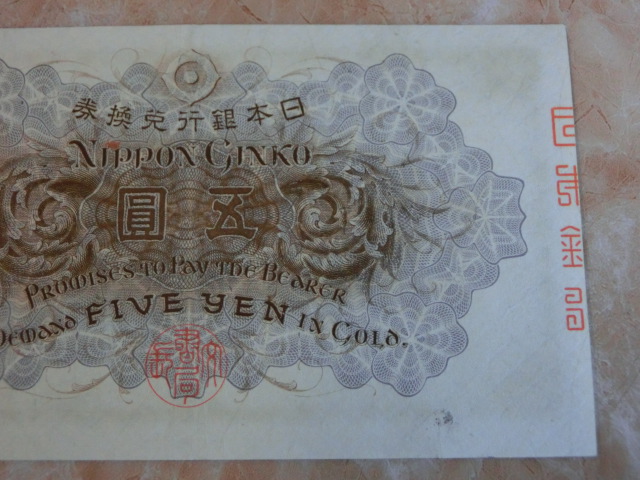 日本銀行兌換券
NIPPON GINKO
五圓
PROMISES TO PAY THE BEARER
DEMAND FIVE YEN IN GOLD.